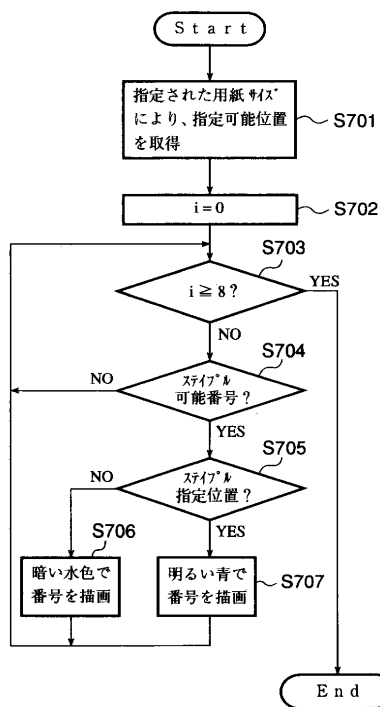 Start
指定された用紙ｻｲｽﾞ
により、指定可能位置
を取得
S701
i=0
S702
S703
i≧8?
YES
NO
S704
ｽﾃｲﾌﾟﾙ
可能番号?
NO
YES
S705
ｽﾃｲﾌﾟﾙ
指定位置?
NO
YES
S706
暗い水色で
番号を描画
明るい青で
番号を描画
S707
End